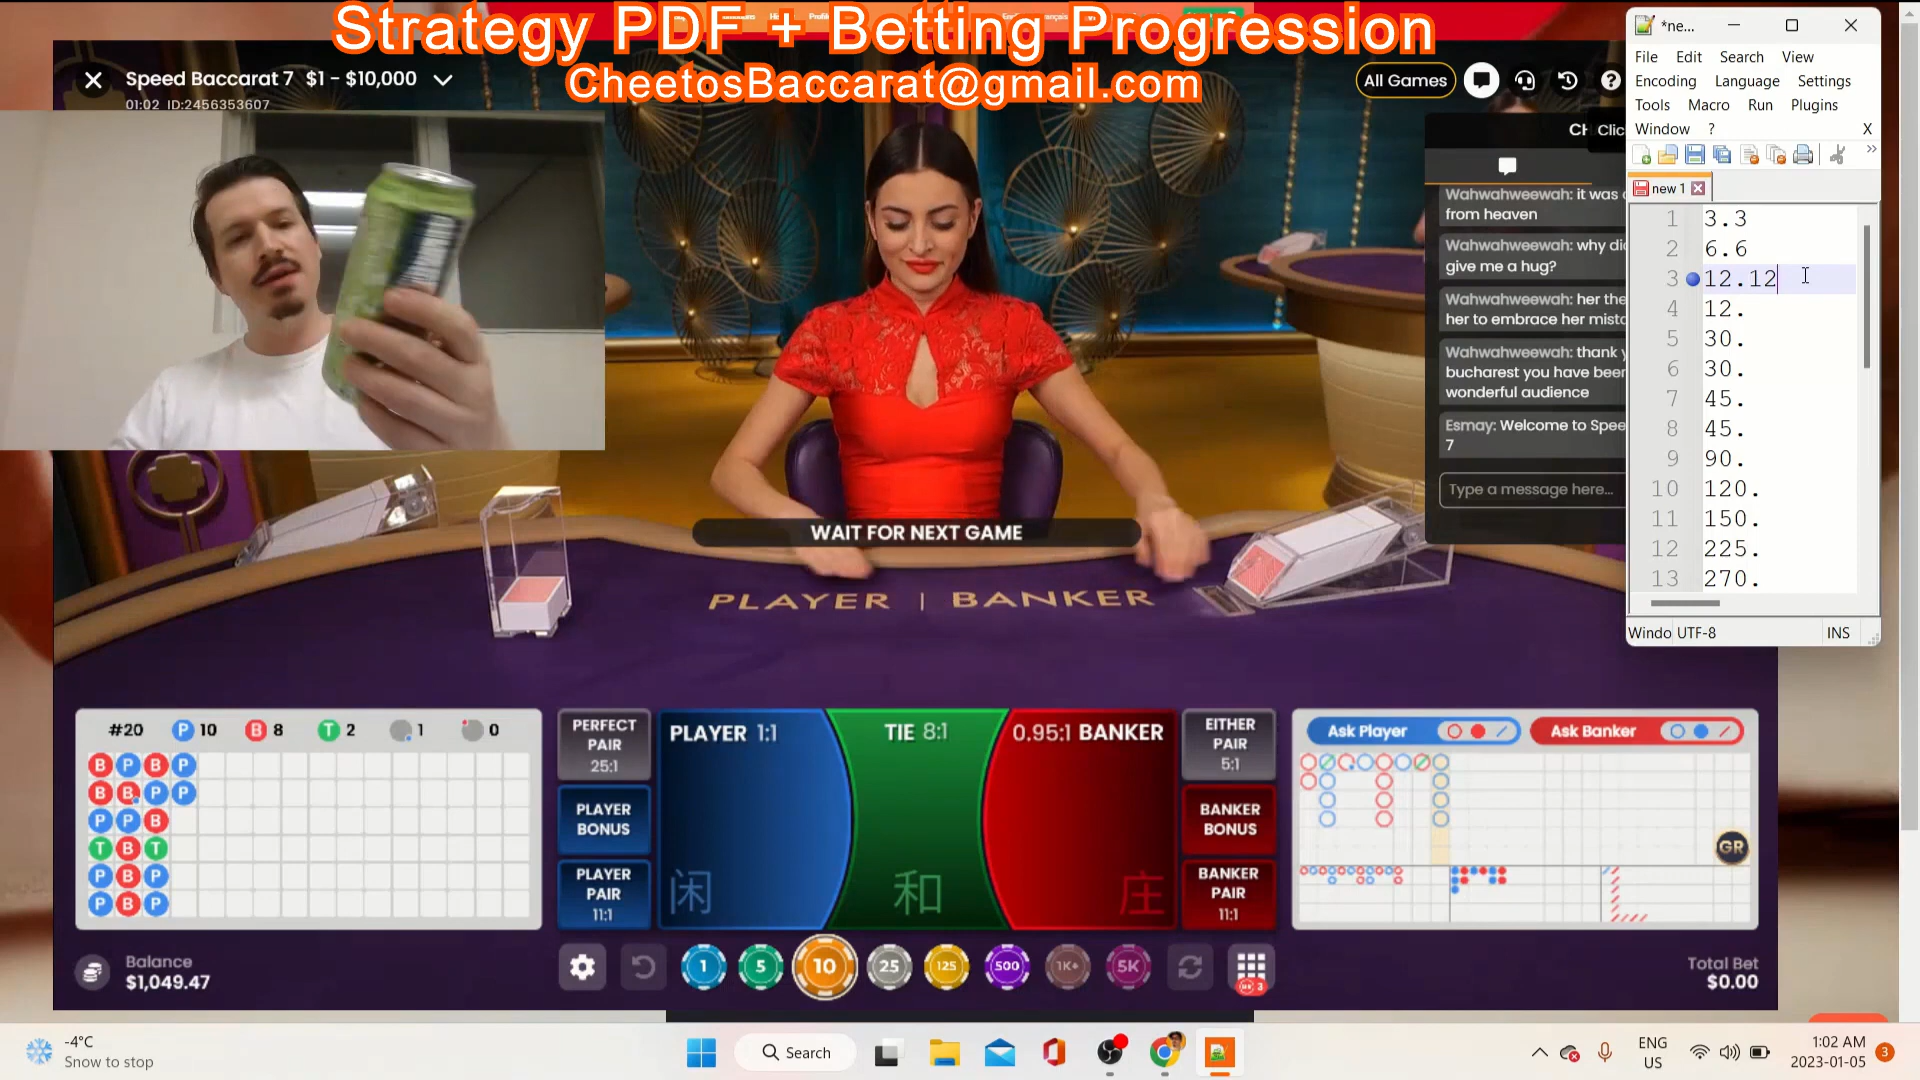 Strategy PDF + Betting Progression
CheetosBaccarat@gmail.com
Speed Baccarat 7 $1 - $10,000
01:02 ID:2456353607
All Games
Clic
Wahwahweewah: it was
from heaven
Wahwahweewah: why
give me a hug?
Wahwahweewah: her
her to embrace her
Wahwahweewah: thank
bucharest you have
wonderful audience
Esmay: Welcome to
7
Type a message here...
*ne...
File Edit Search View
Encoding Language Settings
Tools Macro Run Plugins
Window ? X
new 1
1 3.3
2 6.6
3 12.12
4 12.
5 30.
6 30.
7 45.
8 45.
9 90.
10 120.
11 150.
12 225.
13 270.
Windo UTF-8 INS
WAIT FOR NEXT GAME
PLAYER | BANKER
#20 P 10 B 8 T 2 1 0
B P B P
B B P P
P P B
T B T
P B P
P B P
PERFECT
PAIR
25:1
PLAYER
BONUS
PLAYER
PAIR
11:1
PLAYER 1:1
闲
TIE 8:1
和
0.95:1 BANKER
庄
EITHER
PAIR
5:1
BANKER
BONUS
BANKER
PAIR
11:1
Ask Player
Ask Banker
GR
Balance
$1,049.47
1 5 10 25 125 500 1K+ 5K
Total Bet
$0.00
-4°C
Snow to stop
Search
ENG
US
1:02 AM
2023-01-05
3